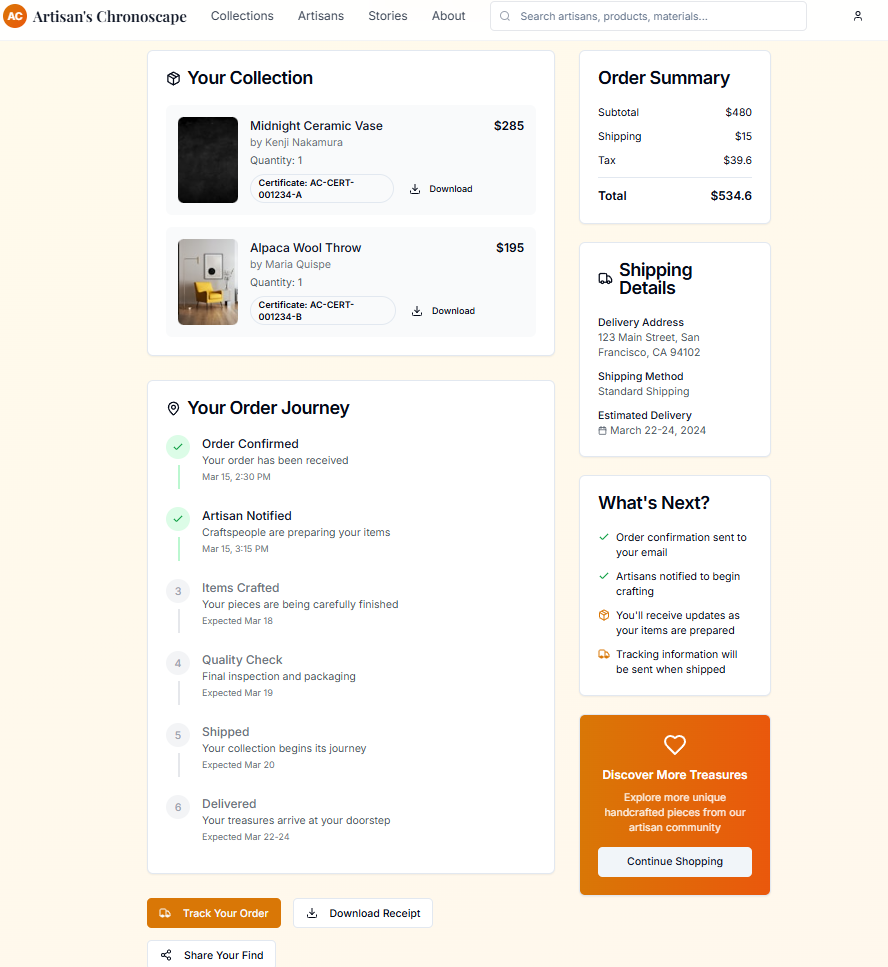 AC Artisan's Chronoscape
Collections
Artisans
Stories
About
Search artisans, products, materials...
Your Collection
Midnight Ceramic Vase
$285
by Kenji Nakamura
Quantity: 1
Certificate: AC-CERT-
001234-A
Download
Alpaca Wool Throw
$195
by Maria Quispe
Quantity: 1
Certificate: AC-CERT-
001234-B
Download
Your Order Journey
Order Confirmed
Your order has been received
Mar 15, 2:30 PM
Artisan Notified
Craftspeople are preparing your items
Mar 15, 3:15 PM
3
Items Crafted
Your pieces are being carefully finished
Expected Mar 18
4
Quality Check
Final inspection and packaging
Expected Mar 19
5
Shipped
Your collection begins its journey
Expected Mar 20
6
Delivered
Your treasures arrive at your doorstep
Expected Mar 22-24
Track Your Order
Download Receipt
Share Your Find
Order Summary
Subtotal
$480
Shipping
$15
Tax
$39.6
Total
$534.6
Shipping
Details
Delivery Address
123 Main Street, San
Francisco, CA 94102
Shipping Method
Standard Shipping
Estimated Delivery
March 22-24, 2024
What's Next?
Order confirmation sent to
your email
Artisans notified to begin
crafting
You'll receive updates as
your items are prepared
Tracking information will
be sent when shipped
Discover More Treasures
Explore more unique
handcrafted pieces from our
artisan community
Continue Shopping